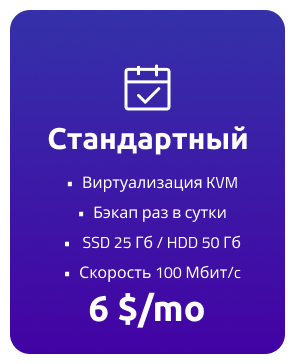 Стандартный
▪ Виртуализация KVM
▪ Бэкап раз в сутки
▪ SSD 25 Гб / HDD 50 Гб
▪ Скорость 100 Мбит/с
6 $/mo